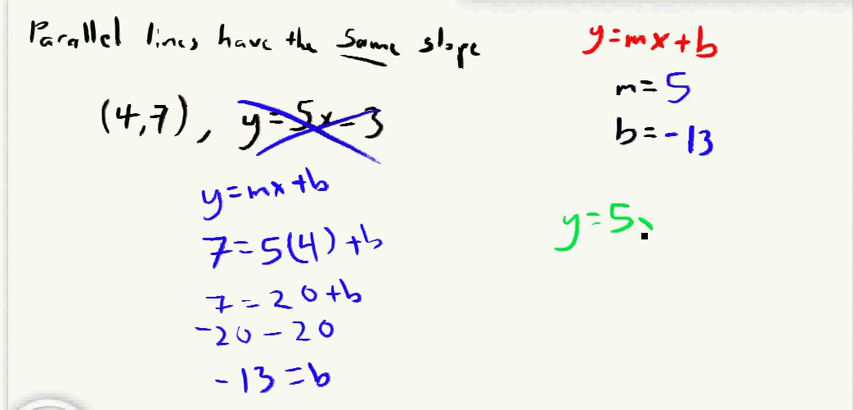 Parallel lines have the same slope
(4,7), y=5x-3
y=mx+b
7=5(4)+b
7=20+b
-20-20
-13=b
y=mx+b
m=5
b=-13
y=5